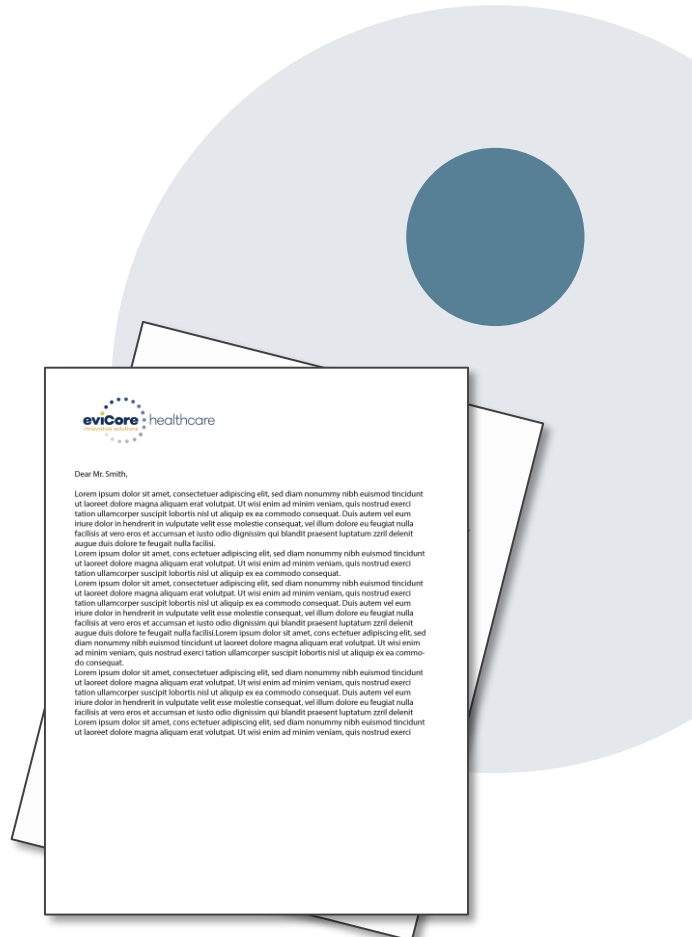 eviCore healthcare
innovative solutions
Dear Mr. Smith,
Lorem ipsum dolor sit amet, consectetuer adipiscing elit, sed diam nonummy nibh euismod tincidunt
ut laoreet dolore magna aliquam erat volutpat. Ut wisi enim ad minim veniam, quis nostrud exerci
tation ullamcorper suscipit lobortis nisl ut aliquip ex ea commodo consequat. Duis autem vel eum
iriure dolor in hendrerit in vulputate velit esse molestie consequat, vel illum dolore eu feugiat nulla
facilisis at vero eros et accumsan et iusto odio dignissim qui blandit praesent luptatum zzril delenit
augue duis dolore te feugait nulla facilisi.
Lorem ipsum dolor sit amet, cons ectetuer adipiscing elit, sed diam nonummy nibh euismod tincidunt
ut laoreet dolore magna aliquam erat volutpat. Ut wisi enim ad minim veniam, quis nostrud exerci
tation ullamcorper suscipit lobortis nisl ut aliquip ex ea commodo consequat.
Lorem ipsum dolor sit amet, consectetuer adipiscing elit, sed diam nonummy nibh euismod tincidunt
ut laoreet dolore magna aliquam erat volutpat. Ut wisi enim ad minim veniam, quis nostrud exerci
tation ullamcorper suscipit lobortis nisl ut aliquip ex ea commodo consequat. Duis autem vel eum
iriure dolor in hendrerit in vulputate velit esse molestie consequat, vel illum dolore eu feugiat nulla
facilisis at vero eros et accumsan et iusto odio dignissim qui blandit praesent luptatum zzril delenit
augue duis dolore te feugait nulla facilisi.Lorem ipsum dolor sit amet, cons ectetuer adipiscing elit, sed
diam nonummy nibh euismod tincidunt ut laoreet dolore magna aliquam erat volutpat. Ut wisi enim
ad minim veniam, quis nostrud exerci tation ullamcorper suscipit lobortis nisl ut aliquip ex ea commo-
do consequat.
Lorem ipsum dolor sit amet, consectetuer adipiscing elit, sed diam nonummy nibh euismod tincidunt
ut laoreet dolore magna aliquam erat volutpat. Ut wisi enim ad minim veniam, quis nostrud exerci
tation ullamcorper suscipit lobortis nisl ut aliquip ex ea commodo consequat. Duis autem vel eum
iriure dolor in hendrerit in vulputate velit esse molestie consequat, vel illum dolore eu feugiat nulla
facilisis at vero eros et accumsan et iusto odio dignissim qui blandit praesent luptatum zzril delenit
Lorem ipsum dolor sit amet, cons ectetuer adipiscing elit, sed diam nonummy nibh euismod tincidunt
ut laoreet dolore magna aliquam erat volutpat. Ut wisi enim ad minim veniam, quis nostrud exerci